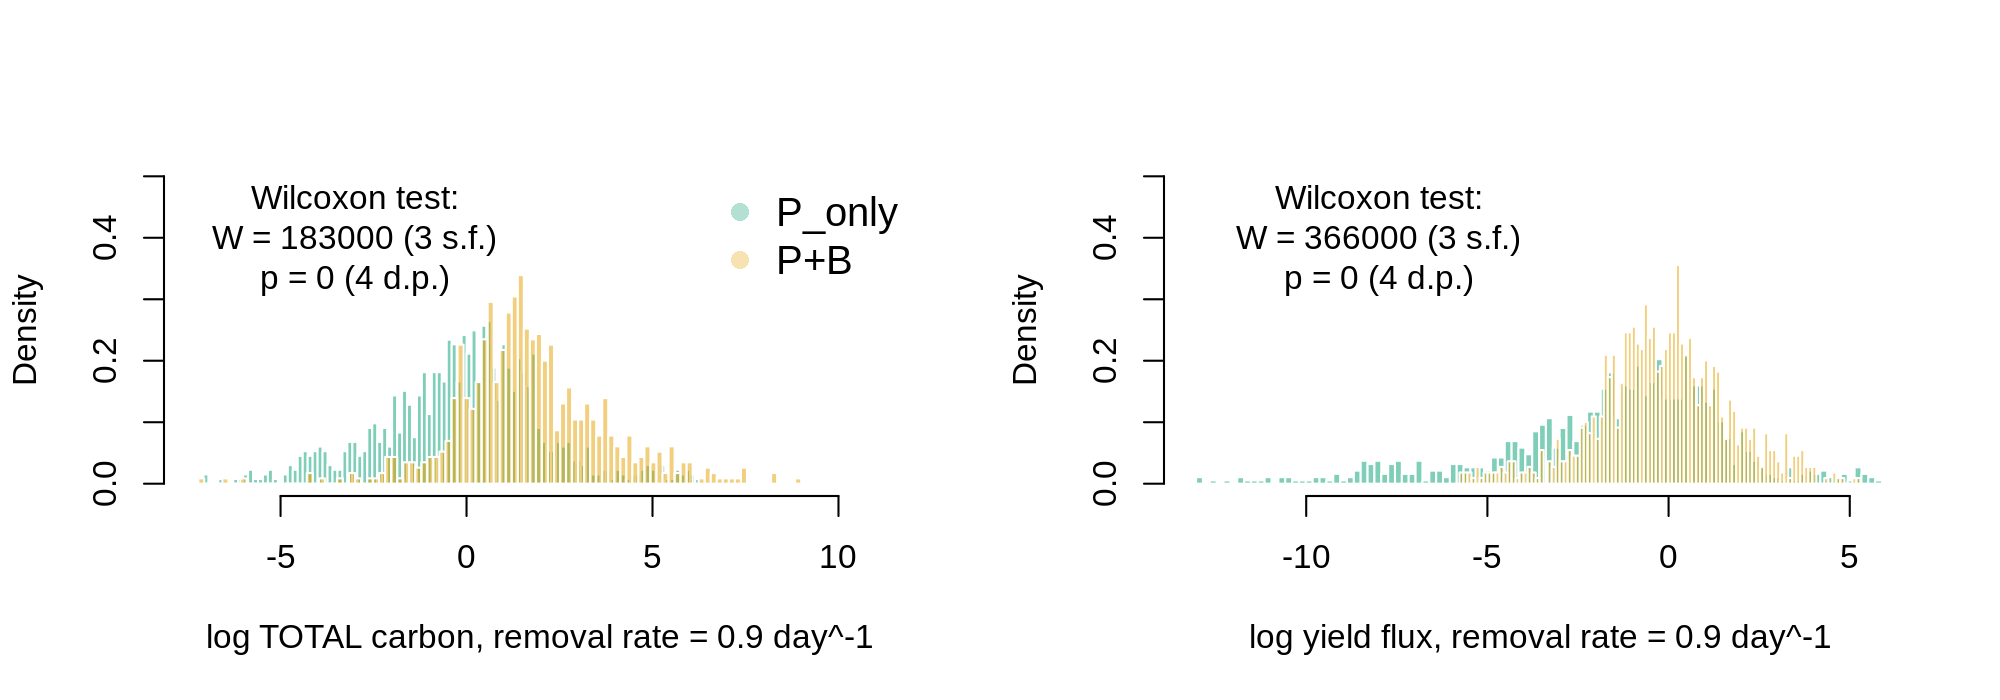 Wilcoxon test:
W = 183000 (3 s.f.)
p = 0 (4 d.p.)
P_only
P+B
Density
0.0
0.2
0.4
-5
0
5
10
log TOTAL carbon, removal rate = 0.9 day^-1
Wilcoxon test:
W = 366000 (3 s.f.)
p = 0 (4 d.p.)
Density
0.0
0.2
0.4
-10
-5
0
5
log yield flux, removal rate = 0.9 day^-1